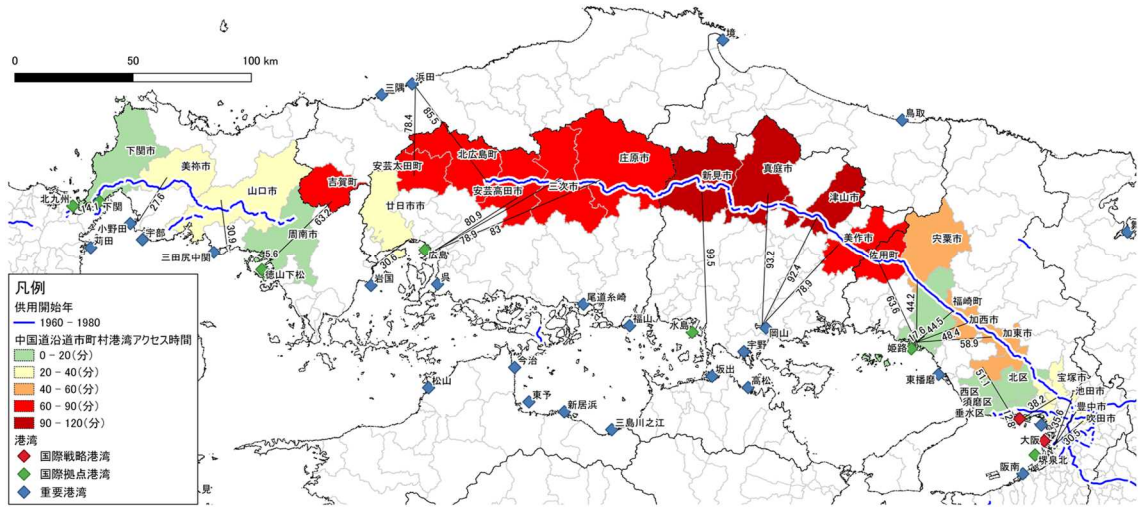 0 50 100 km
境
浜田
三隅
鳥取
下関市
美祢市
山口市
吉賀町
周南市
安芸太田町
北広島町
廿日市市
安芸高田市
三次市
庄原市
新見市
真庭市
津山市
美作市
佐用町
宍粟市
福崎町
加西市
加東市
北区
西区
須磨区
垂水区
宝塚市
池田市
豊中市
吹田市
北九州
下関
小野田
宇部
苅田
三田尻中関
徳山下松
岩国
広島
呉
尾道糸崎
福山
水島
岡山
宇野
姫路
東播磨
大阪
堺泉北
阪南
今治
松山
東予
新居浜
三島川之江
坂出
高松
14.1
27.6
30.9
5.6
63.2
30.6
78.4
85.5
80.9
78.9
83
99.5
93.2
92.4
78.9
63.6
44.2
17.6
44.5
48.4
58.9
51.1
38.2
35.6
30.5
凡例
供用開始年
1960 - 1980
中国道沿道市町村港湾アクセス時間
0 - 20(分)
20 - 40(分)
40 - 60(分)
60 - 90(分)
90 - 120(分)
港湾
国際戦略港湾
国際拠点港湾
重要港湾
見